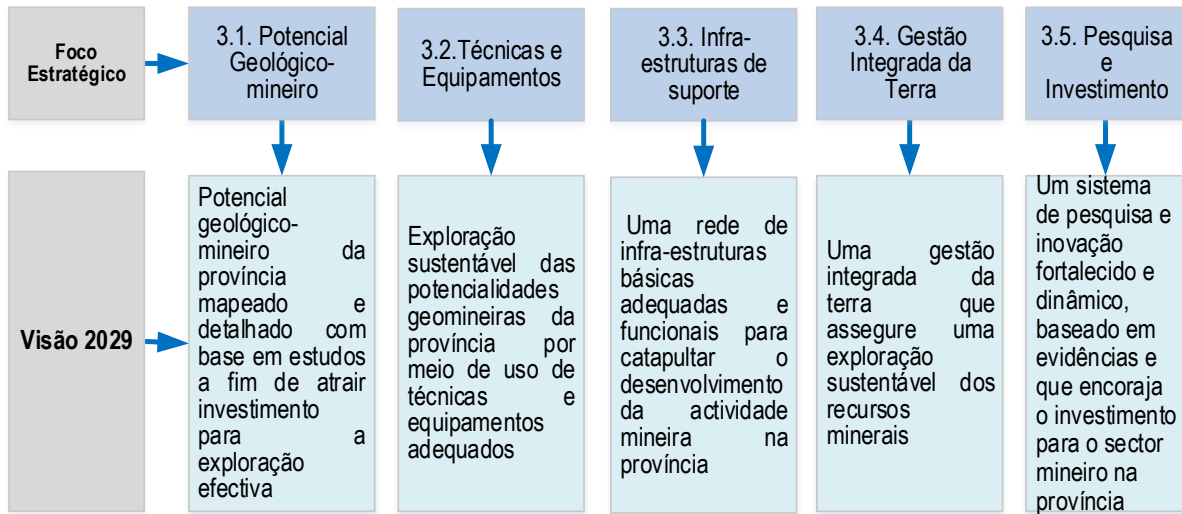 Foco
Estratégico
3.1. Potencial
Geológico-
mineiro
3.2.Técnicas e
Equipamentos
3.3. Infra-
estruturas de
suporte
3.4. Gestão
Integrada da
Terra
3.5. Pesquisa
e
Investimento
Visão 2029
Potencial
geológico-
mineiro da
província
mapeado e
detalhado com
base em estudos
a fim de atrair
investimento
para a
exploração
efectiva
Exploração
sustentável das
potencialidades
geomineiras da
província por
meio de uso de
técnicas e
equipamentos
adequados
Uma rede de
infra-estruturas
básicas
adequadas e
funcionais para
catapultar o
desenvolvimento
da actividade
mineira na
província
Uma gestão
integrada da
terra que
assegure uma
exploração
sustentável dos
recursos
minerais
Um sistema
de pesquisa e
inovação
fortalecido e
dinâmico,
baseado em
evidências e
que encoraja
o investimento
para o sector
mineiro na
província